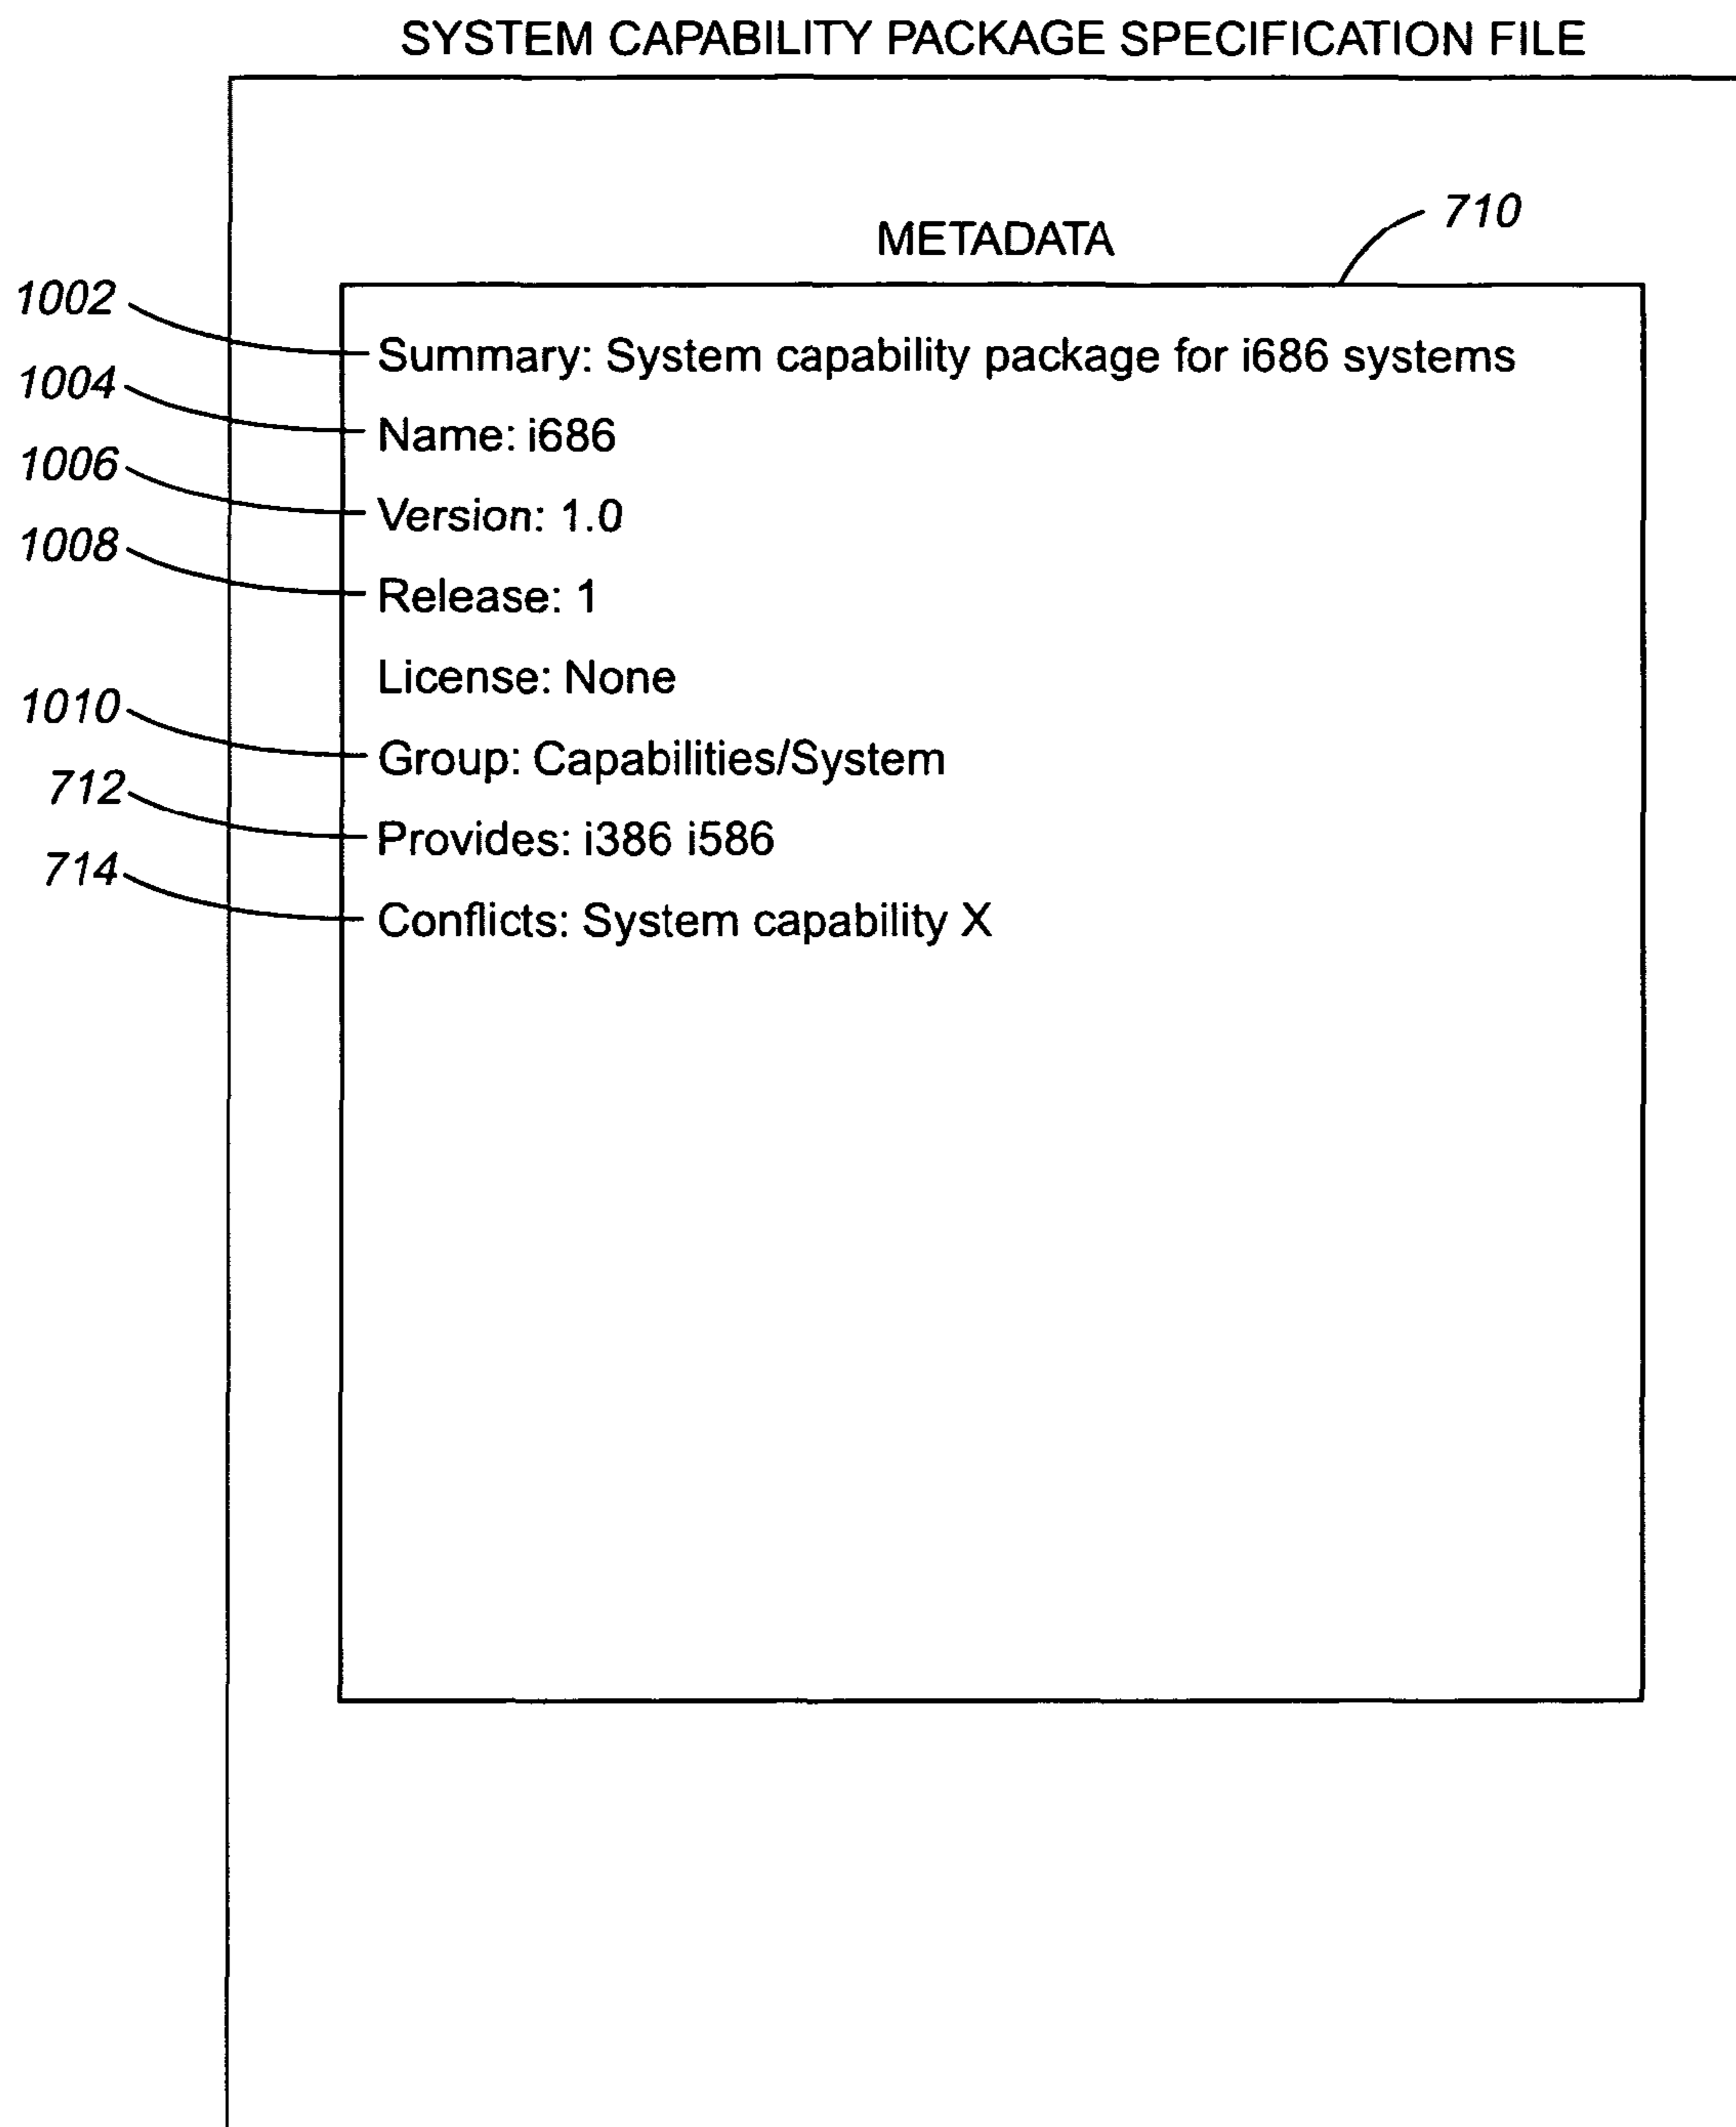 SYSTEM CAPABILITY PACKAGE SPECIFICATION FILE
METADATA
710
1002
Summary: System capability package for i686 systems
1004
Name: i686
1006
Version: 1.0
1008
Release: 1
License: None
1010
Group: Capabilities/System
712
Provides: i386 i586
714
Conflicts: System capability X